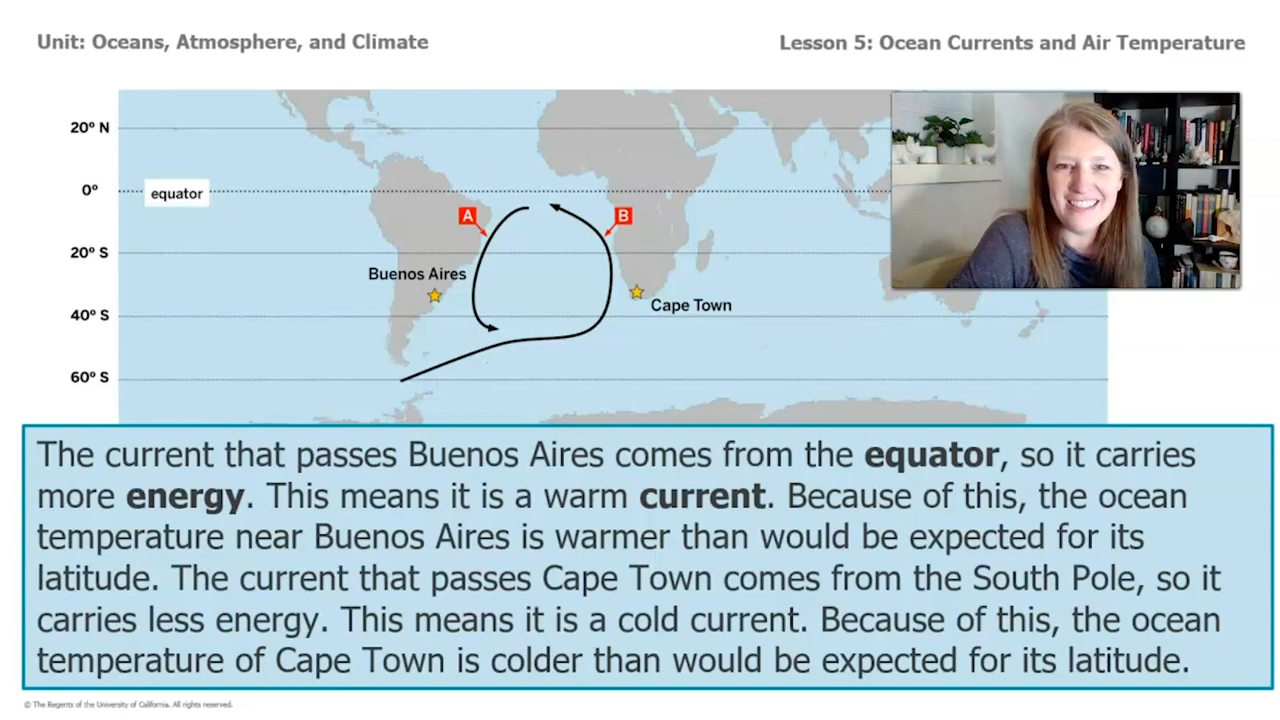 Unit: Oceans, Atmosphere, and Climate
Lesson 5: Ocean Currents and Air Temperature
20º N
0º
equator
A
B
20º S
Buenos Aires
Cape Town
40º S
60º S
The current that passes Buenos Aires comes from the equator, so it carries
more energy. This means it is a warm current. Because of this, the ocean
temperature near Buenos Aires is warmer than would be expected for its
latitude. The current that passes Cape Town comes from the South Pole, so it
carries less energy. This means it is a cold current. Because of this, the ocean
temperature of Cape Town is colder than would be expected for its latitude.
© The Regents of the University of California. All rights reserved.